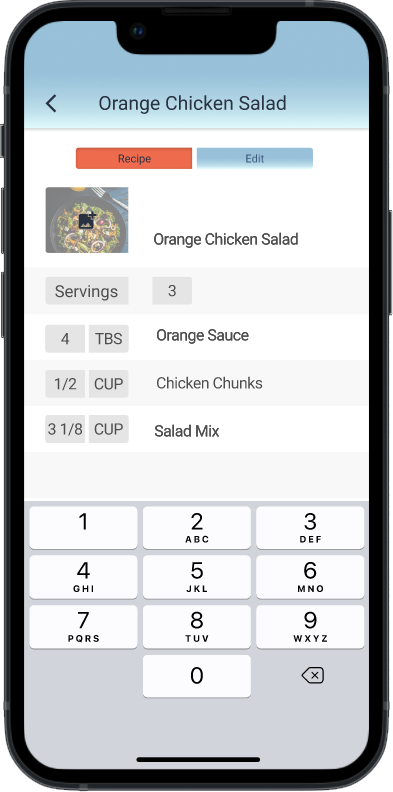 Orange Chicken Salad
Recipe Edit
Orange Chicken Salad
Servings 3
4 TBS Orange Sauce
1/2 CUP Chicken Chunks
3 1/8 CUP Salad Mix
1 2 3
ABC DEF
4 5 6
GHI JKL MNO
7 8 9
PQRS TUV WXYZ
0